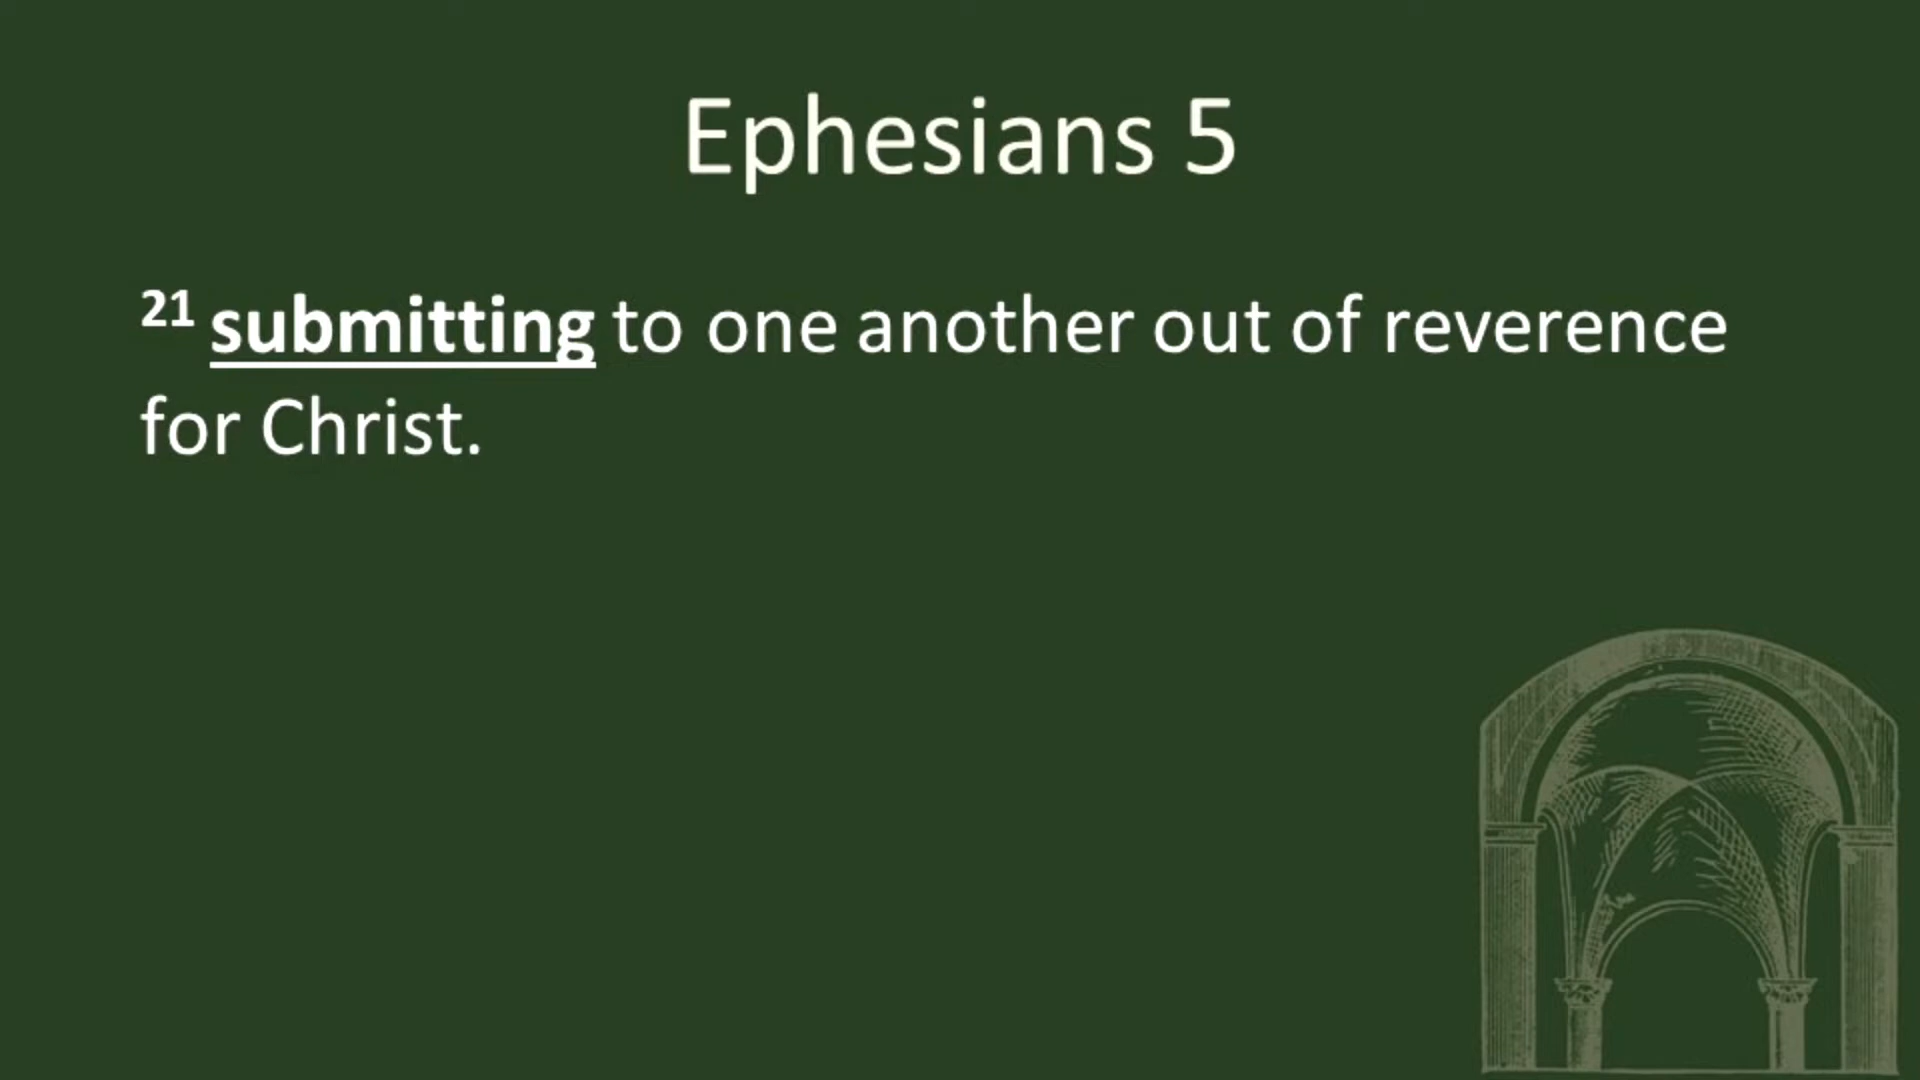 Ephesians 5
21 submitting to one another out of reverence
for Christ.